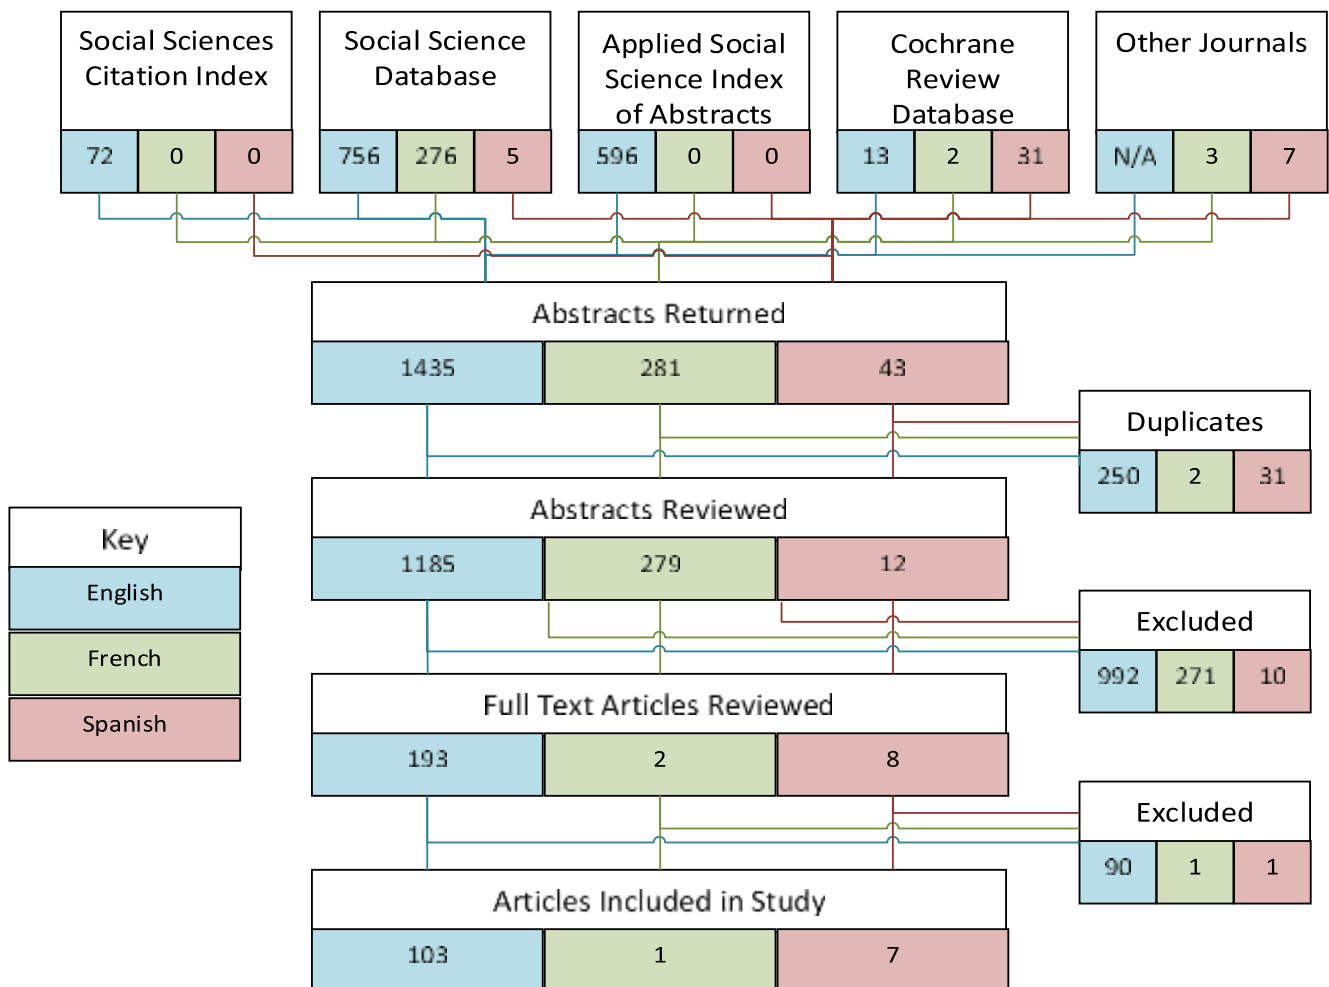 Social Sciences
Citation Index
72 0 0
Social Science
Database
756 276 5
Applied Social
Science Index
of Abstracts
596 0 0
Cochrane
Review
Database
13 2 31
Other Journals
N/A 3 7
Abstracts Returned
1435 281 43
Duplicates
250 2 31
Abstracts Reviewed
1185 279 12
Key
English
French
Spanish
Excluded
992 271 10
Full Text Articles Reviewed
193 2 8
Excluded
90 1 1
Articles Included in Study
103 1 7